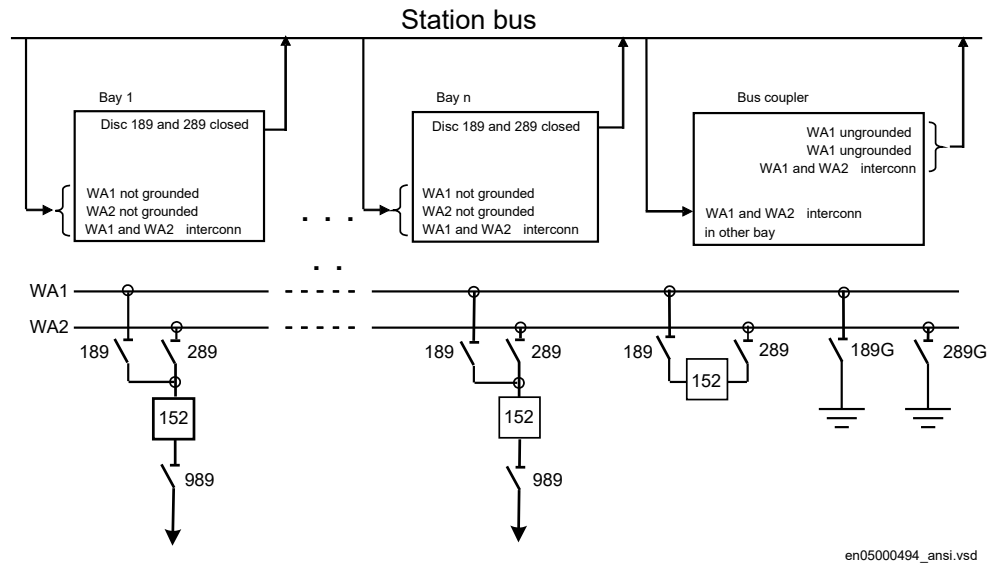 Station bus
Bay 1
Bay n
Bus coupler
Disc 189 and 289 closed
WA1 not grounded
WA2 not grounded
WA1 and WA2 interconn
Disc 189 and 289 closed
WA1 not grounded
WA2 not grounded
WA1 and WA2 interconn
WA1 ungrounded
WA1 ungrounded
WA1 and WA2 interconn
WA1 and WA2 interconn
in other bay
. . .
. .
WA1
WA2
189
289
189
289
189
289
189G
289G
152
152
152
989
989
en05000494_ansi.vsd